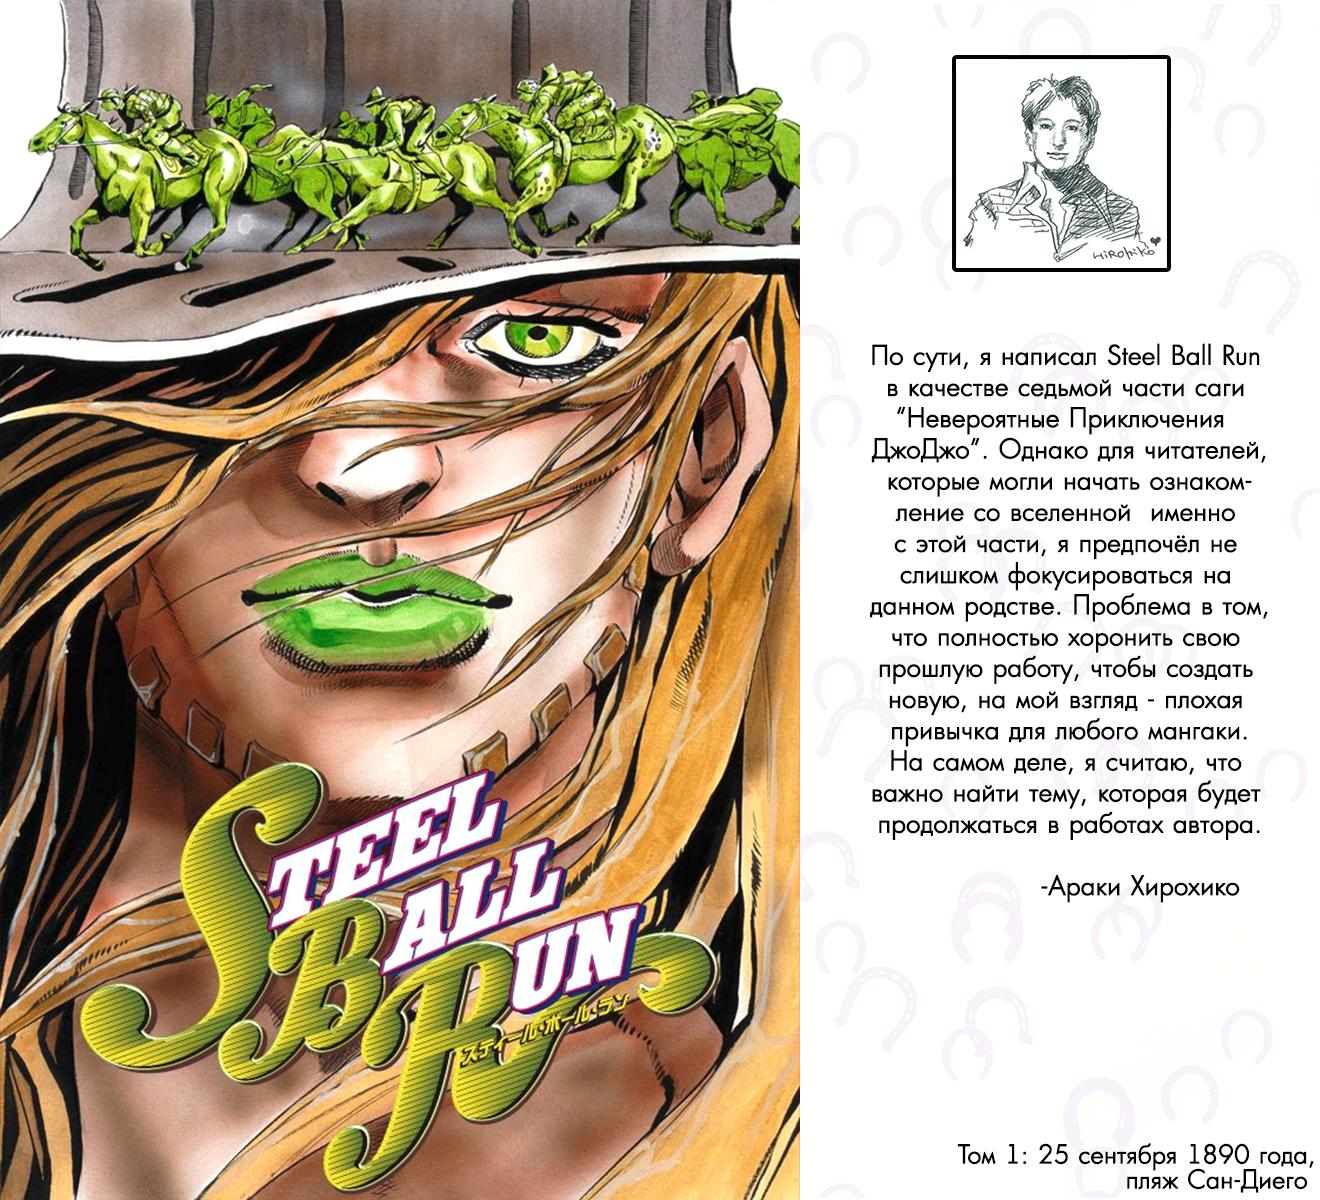 STEEL
BALL
RUN
スティール・ボール・ラン
Hirohiko
По сути, я написал Steel Ball Run
в качестве седьмой части саги
“Невероятные Приключения
ДжоДжо”. Однако для читателей,
которые могли начать ознаком-
ление со вселенной именно
с этой части, я предпочёл не
слишком фокусироваться на
данном родстве. Проблема в том,
что полностью хоронить свою
прошлую работу, чтобы создать
новую, на мой взгляд - плохая
привычка для любого мангаки.
На самом деле, я считаю, что
важно найти тему, которая будет
продолжаться в работах автора.
-Араки Хирохико
Том 1: 25 сентября 1890 года,
пляж Сан-Диего